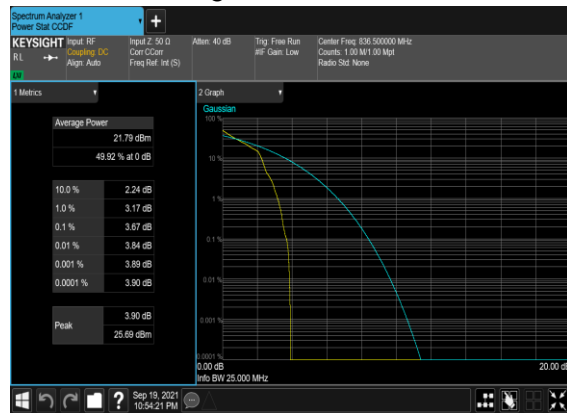 Spectrum Analyzer 1
Power Stat CCDF
+
KEYSIGHT
Input: RF
Coupling: DC
Align: Auto
Input Z: 50 Ω
Corr CCorr
Freq Ref: Int (S)
Atten: 40 dB
Trig: Free Run
#IF Gain: Low
Center Freq: 836.500000 MHz
Counts: 1.00 M/1.00 Mpt
Radio Std: None
R L
LXI
1 Metrics
Average Power
21.79 dBm
49.92 % at 0 dB
10.0 % 2.24 dB
1.0 % 3.17 dB
0.1 % 3.67 dB
0.01 % 3.84 dB
0.001 % 3.89 dB
0.0001 % 3.90 dB
Peak
3.90 dB
25.69 dBm
2 Graph
Gaussian
100 %
10 %
1 %
0.1 %
0.01 %
0.001 %
0.0001 %
0.00 dB
20.00 dB
Info BW 25.000 MHz
?
Sep 19, 2021
10:54:21 PM